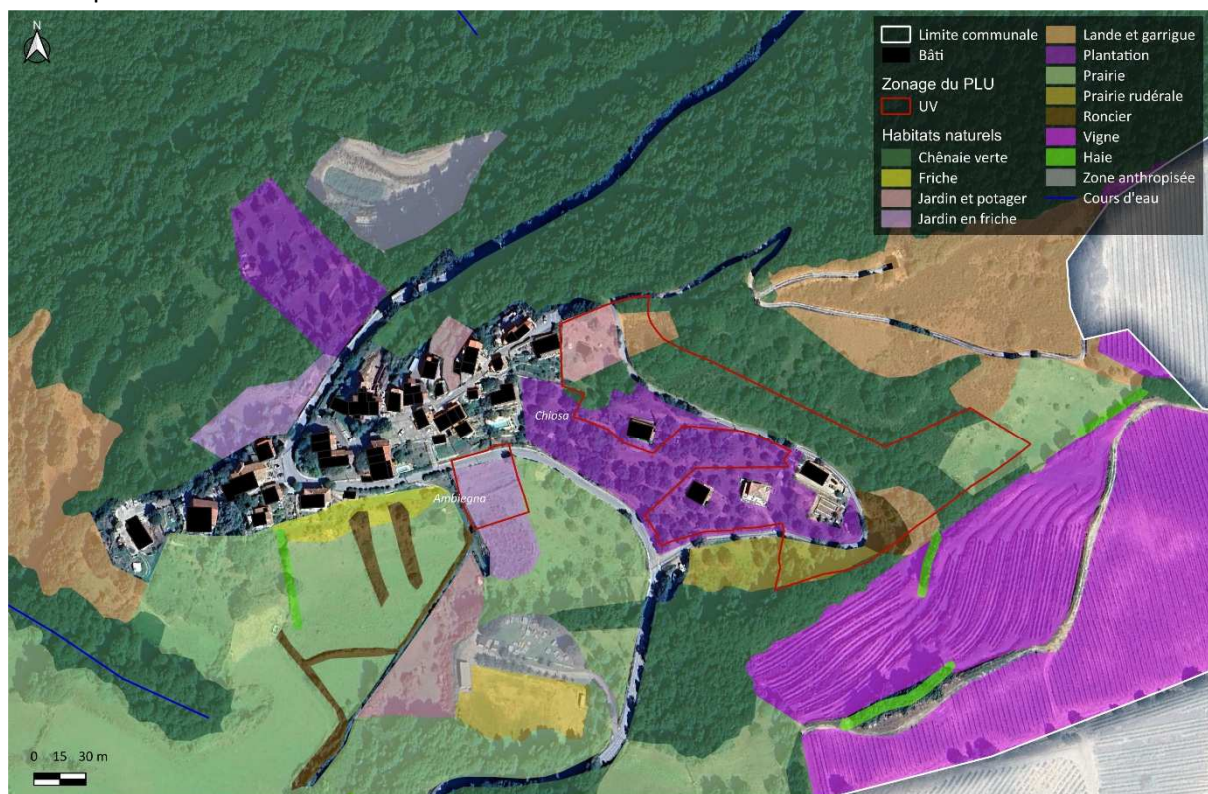 N
Limite communale
Bâti
Zonage du PLU
UV
Habitats naturels
Chênaie verte
Friche
Jardin et potager
Jardin en friche
Lande et garrigue
Plantation
Prairie
Prairie rudérale
Roncier
Vigne
Haie
Zone anthropisée
Cours d'eau
Chiosa
Ambiegna
0 15 30 m